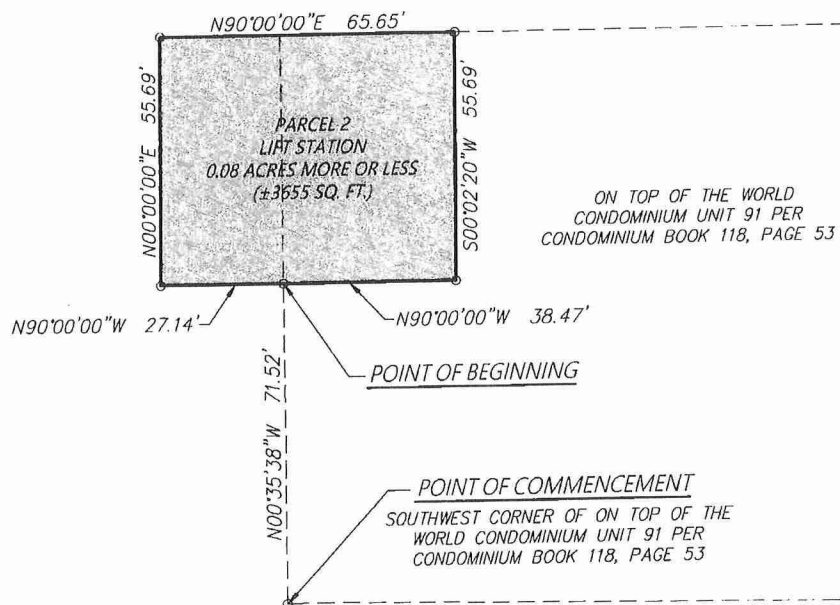 N90°00'00"E 65.65'
N00°00'00"E 55.69'
PARCEL 2
LIFT STATION
0.08 ACRES MORE OR LESS
(±3655 SQ. FT.)
S00°02'20"W 55.69'
ON TOP OF THE WORLD
CONDOMINIUM UNIT 91 PER
CONDOMINIUM BOOK 118, PAGE 53
N90°00'00"W 27.14'
N90°00'00"W 38.47'
POINT OF BEGINNING
N00°35'38"W 71.52'
POINT OF COMMENCEMENT
SOUTHWEST CORNER OF ON TOP OF THE
WORLD CONDOMINIUM UNIT 91 PER
CONDOMINIUM BOOK 118, PAGE 53